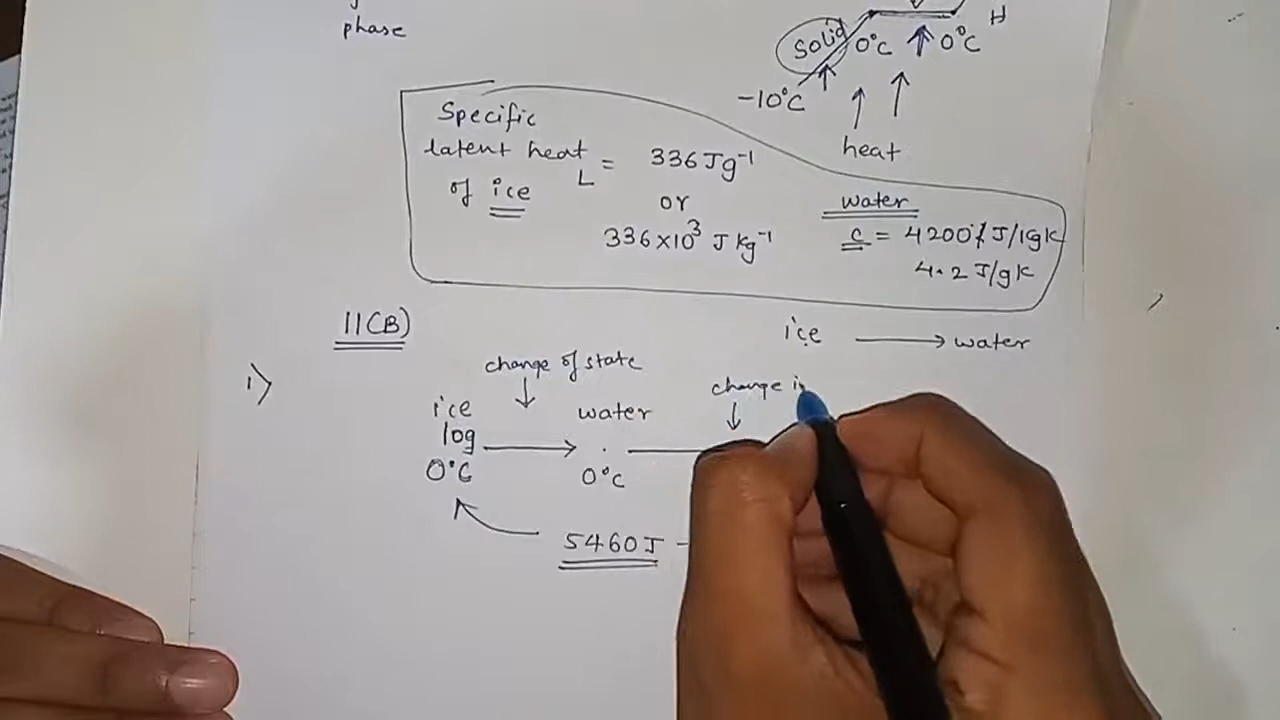 phase
Solid
0°C
0°C
H
-10°C
heat
Specific
latent heat
of ice
L = 336 Jg⁻¹
or
336×10³ J kg⁻¹
water
c = 4200 J/kgk
4.2 J/gk
11(B)
ice → water
1)
change of state
change i
ice
10g
0°C
water
0°C
5460J -